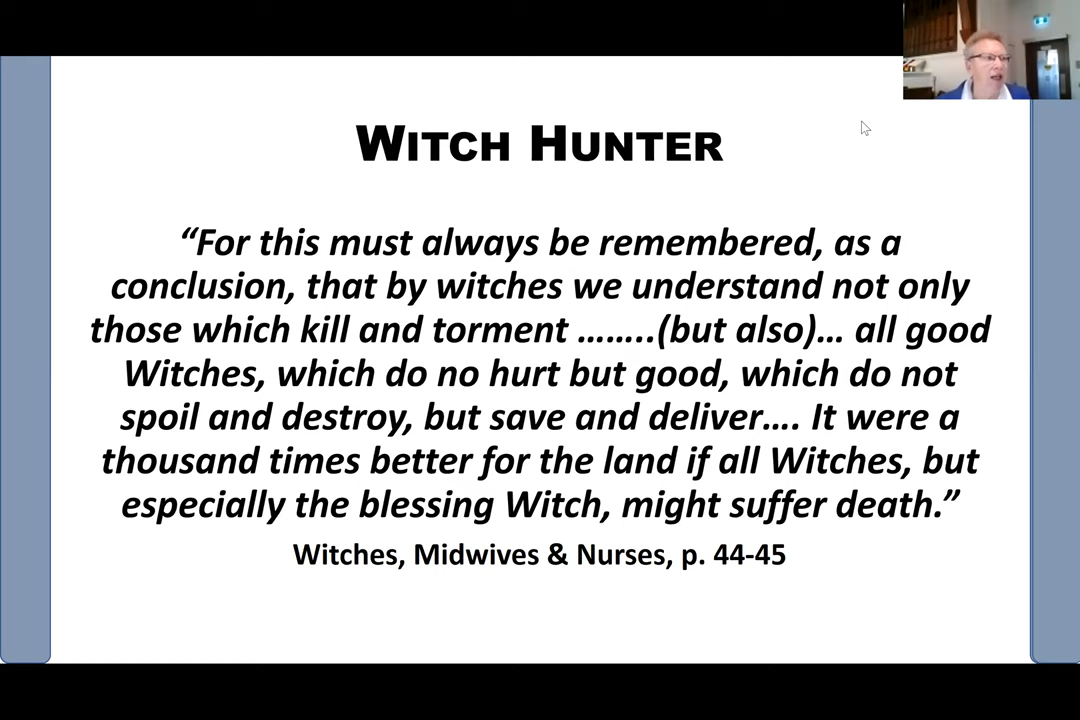 WITCH HUNTER
“For this must always be remembered, as a
conclusion, that by witches we understand not only
those which kill and torment ……..(but also)… all good
Witches, which do no hurt but good, which do not
spoil and destroy, but save and deliver…. It were a
thousand times better for the land if all Witches, but
especially the blessing Witch, might suffer death.”
Witches, Midwives & Nurses, p. 44-45